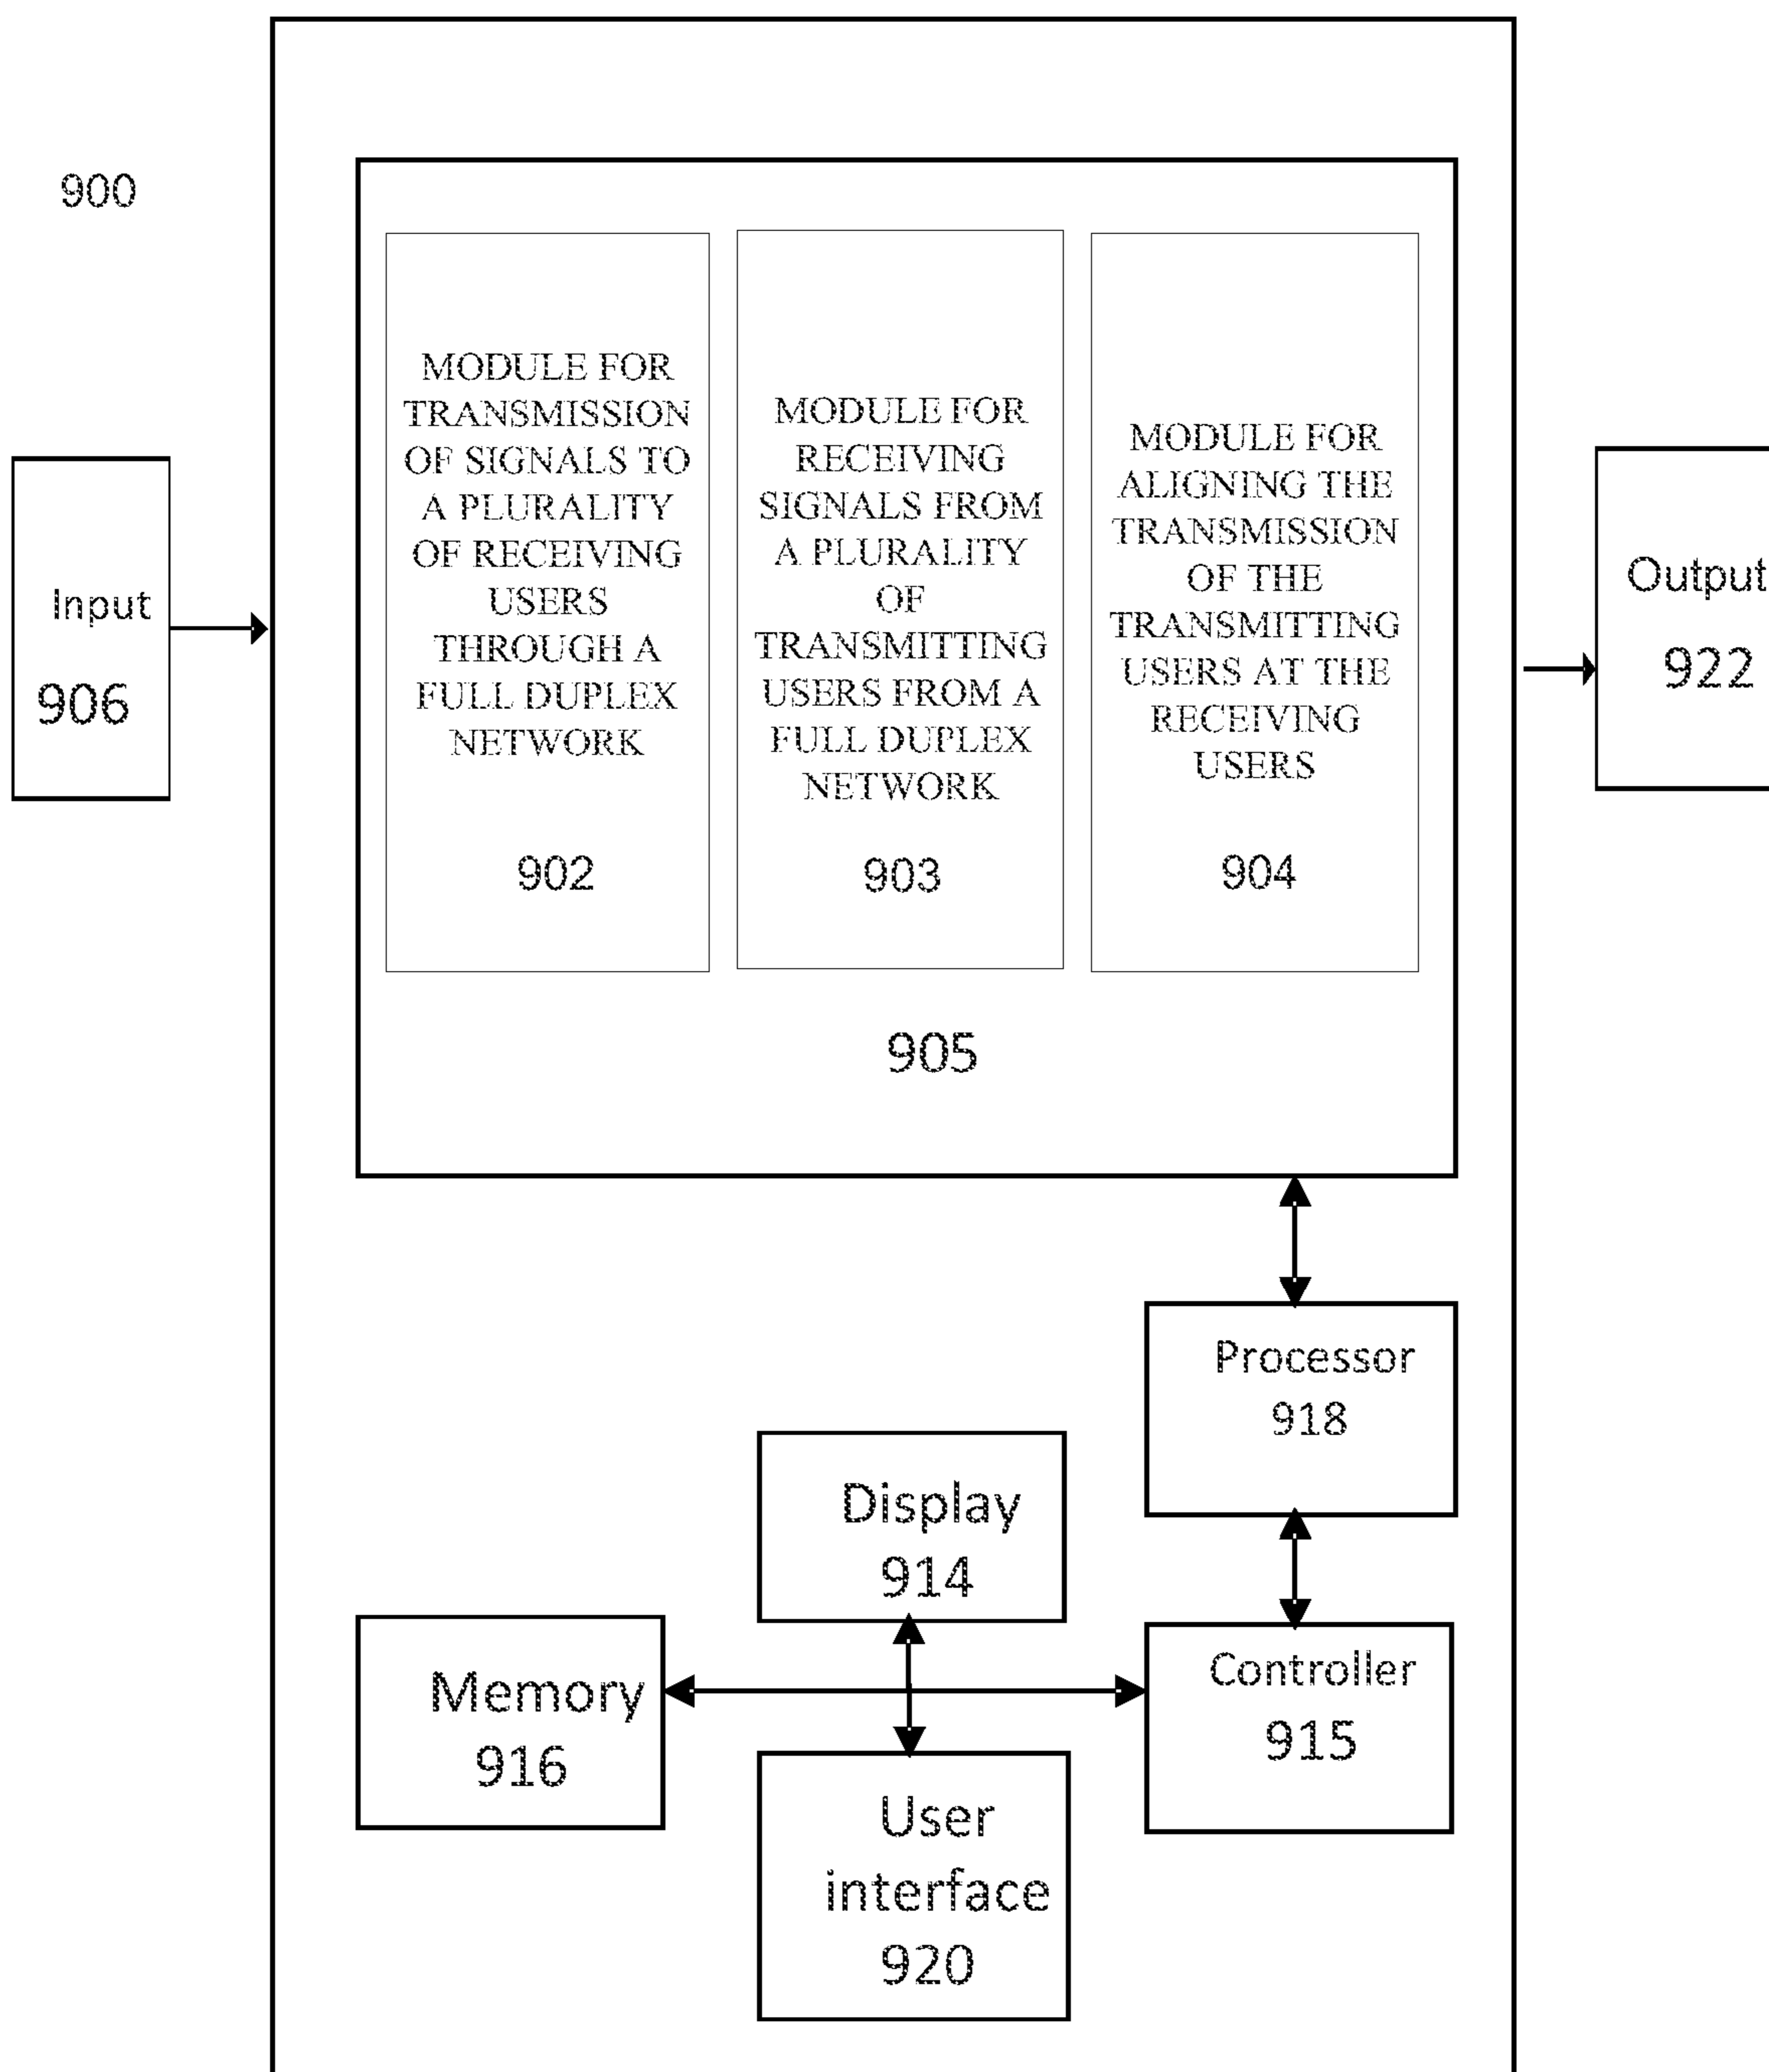 900
Input
906
MODULE FOR
TRANSMISSION
OF SIGNALS TO
A PLURALITY
OF RECEIVING
USERS
THROUGH A
FULL DUPLEX
NETWORK
902
MODULE FOR
RECEIVING
SIGNALS FROM
A PLURALITY
OF
TRANSMITTING
USERS FROM A
FULL DUPLEX
NETWORK
903
MODULE FOR
ALIGNING THE
TRANSMISSION
OF THE
TRANSMITTING
USERS AT THE
RECEIVING
USERS
904
905
Output
922
Processor
918
Display
914
Memory
916
Controller
915
User
interface
920